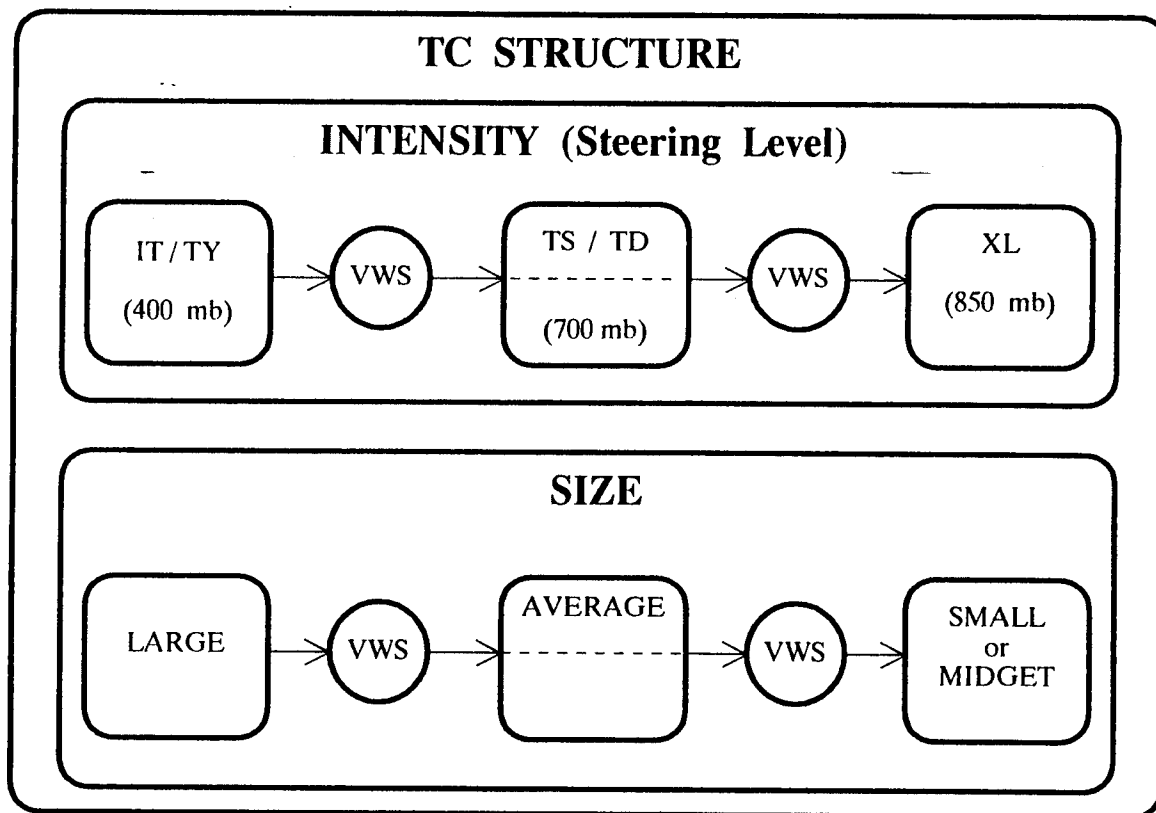 TC STRUCTURE
INTENSITY (Steering Level)
IT / TY
(400 mb)
VWS
TS / TD
(700 mb)
VWS
XL
(850 mb)
SIZE
LARGE
VWS
AVERAGE
VWS
SMALL
or
MIDGET